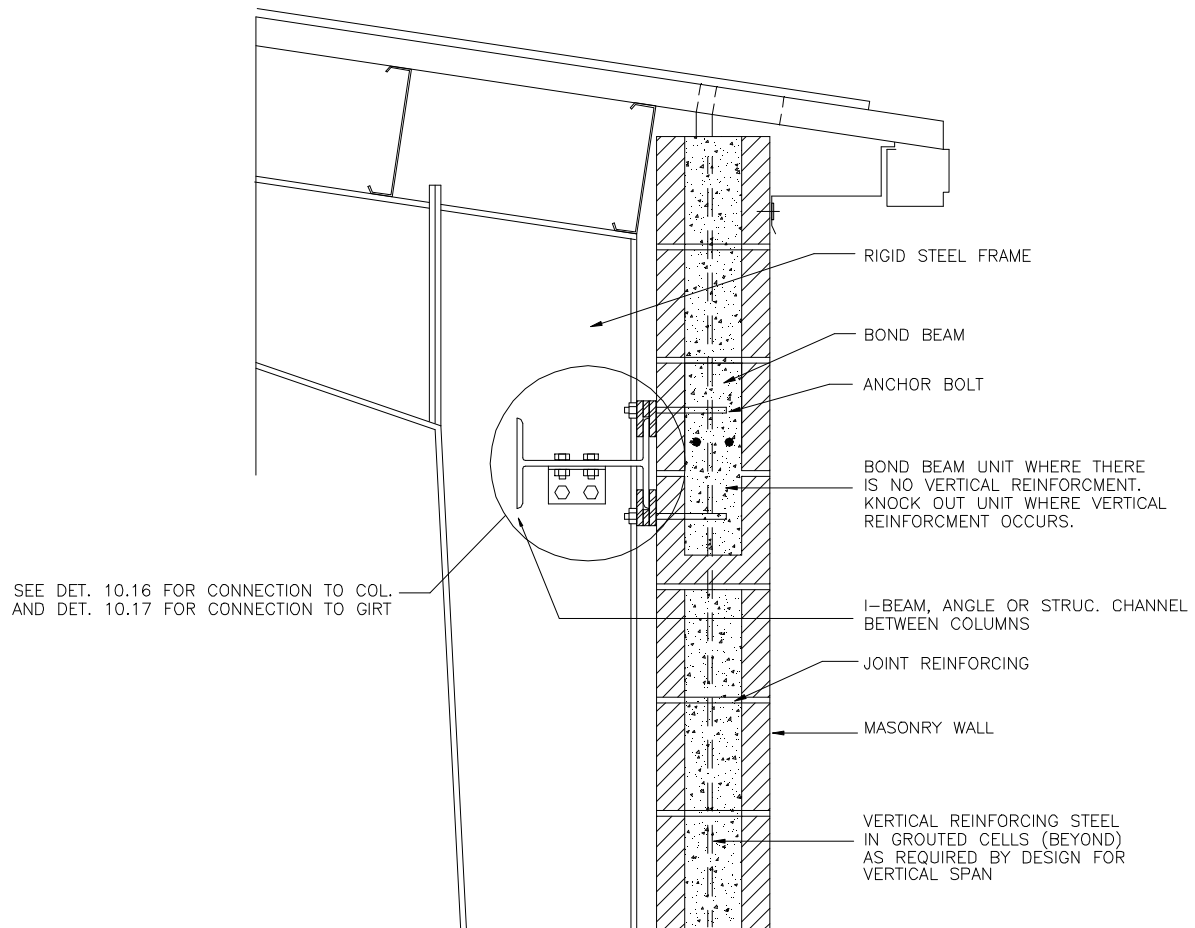 RIGID STEEL FRAME
BOND BEAM
ANCHOR BOLT
BOND BEAM UNIT WHERE THERE
IS NO VERTICAL REINFORCMENT.
KNOCK OUT UNIT WHERE VERTICAL
REINFORCMENT OCCURS.
SEE DET. 10.16 FOR CONNECTION TO COL.
AND DET. 10.17 FOR CONNECTION TO GIRT
I-BEAM, ANGLE OR STRUC. CHANNEL
BETWEEN COLUMNS
JOINT REINFORCING
MASONRY WALL
VERTICAL REINFORCING STEEL
IN GROUTED CELLS (BEYOND)
AS REQUIRED BY DESIGN FOR
VERTICAL SPAN